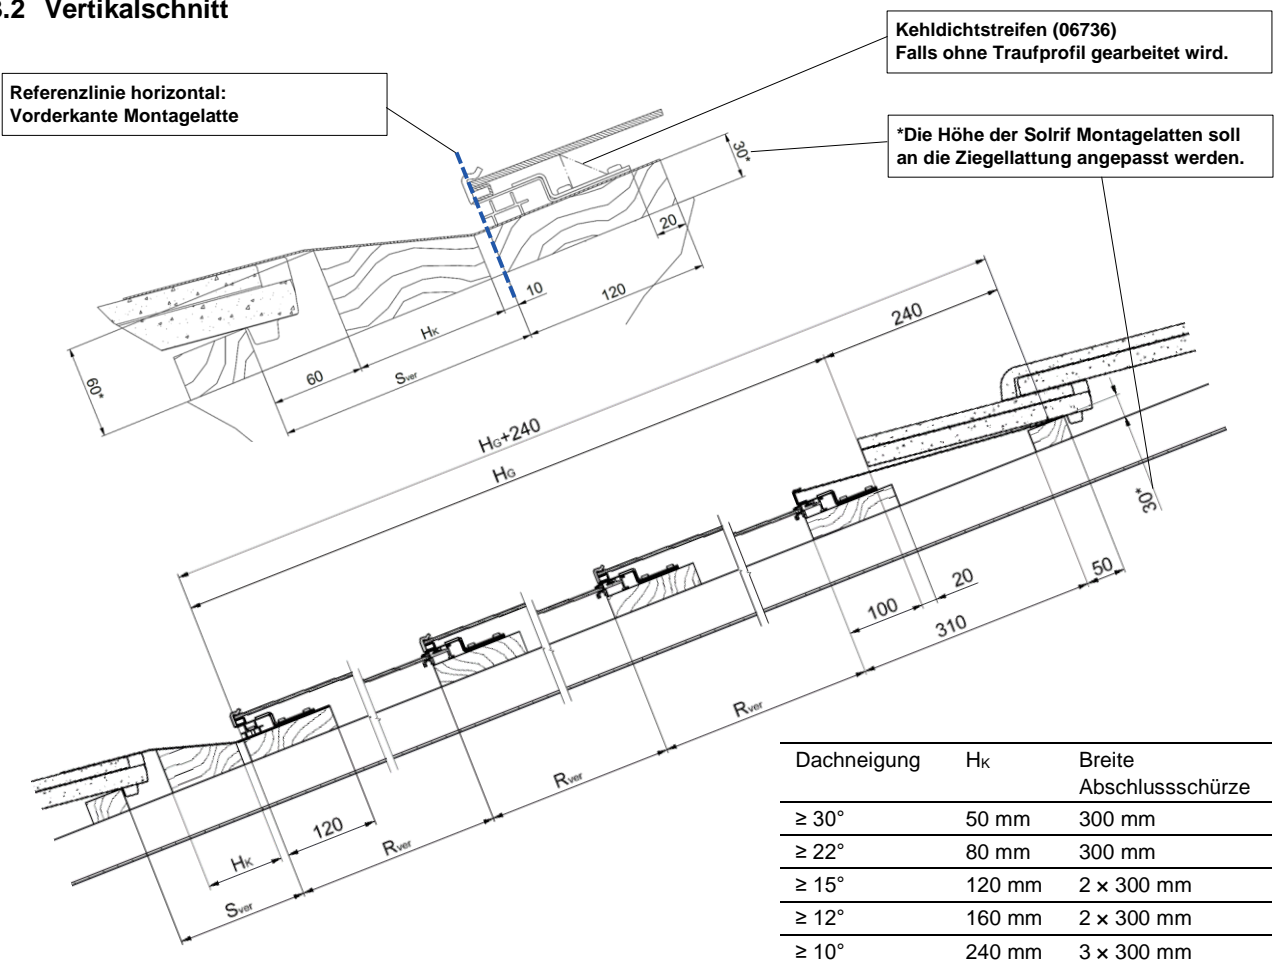 3.2 Vertikalschnitt
Kehldichtstreifen (06736)
Falls ohne Traufprofil gearbeitet wird.
Referenzlinie horizontal:
Vorderkante Montagelatte
*Die Höhe der Solrif Montagelatten soll
an die Ziegellattung angepasst werden.
30*
20
120
10
HK
60
Sver
60*
240
HG+240
HG
30*
50
20
100
310
Rver
Rver
Rver
120
HK
Sver
Dachneigung HK Breite
Abschlussschürze
≥ 30° 50 mm 300 mm
≥ 22° 80 mm 300 mm
≥ 15° 120 mm 2 × 300 mm
≥ 12° 160 mm 2 × 300 mm
≥ 10° 240 mm 3 × 300 mm